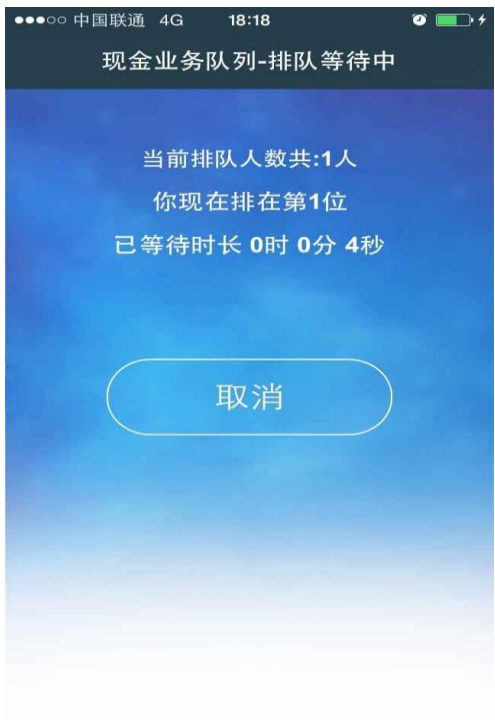 中国联通 4G 18:18
现金业务队列-排队等待中
当前排队人数共:1人
你现在排在第1位
已等待时长 0时 0分 4秒
取消